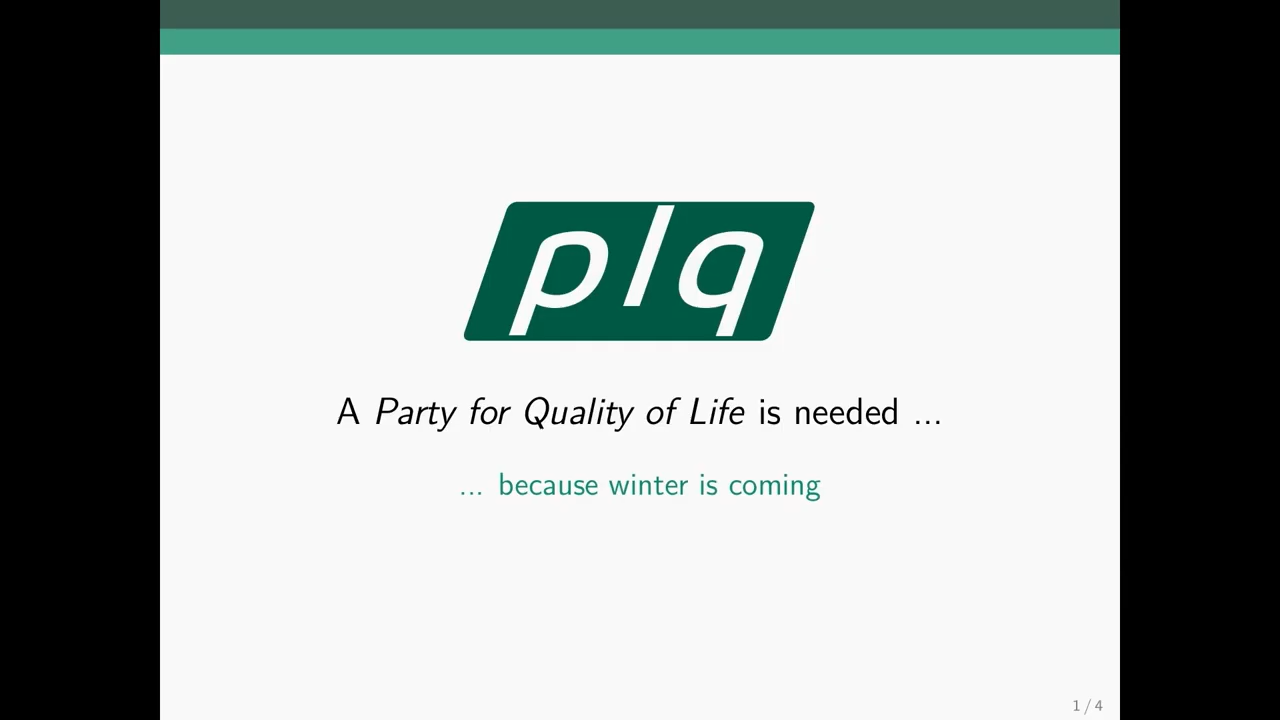 plq
A Party for Quality of Life is needed ...
... because winter is coming
1 / 4